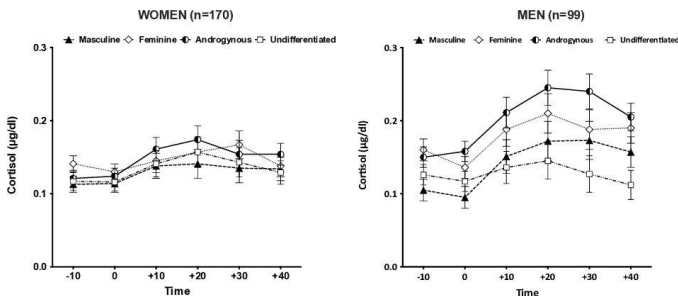 WOMEN (n=170)
Masculine Feminine Androgynous Undifferentiated
0.3
0.2
0.1
0.0
Cortisol (µg/dl)
-10 0 +10 +20 +30 +40
Time
MEN (n=99)
Masculine Feminine Androgynous Undifferentiated
0.3
0.2
0.1
0.0
Cortisol (µg/dl)
-10 0 +10 +20 +30 +40
Time